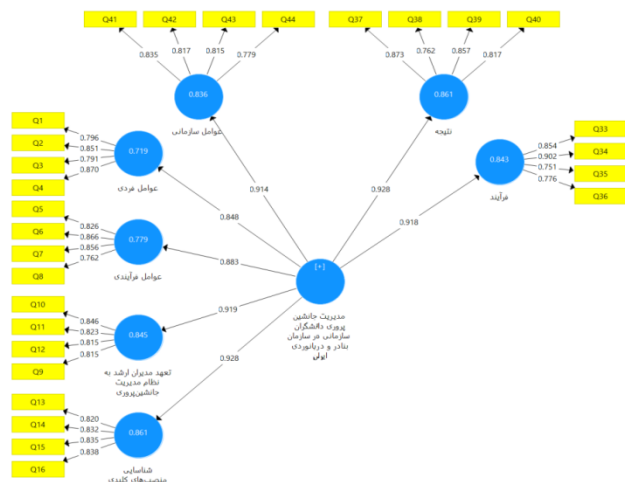 Q41 Q42 Q43 Q44
0.835 0.817 0.815 0.779
0.836
عوامل سازمانی
0.914
Q37 Q38 Q39 Q40
0.873 0.762 0.857 0.817
0.861
نتیجه
0.928
Q33
Q34
Q35
Q36
0.854
0.902
0.751
0.776
0.843
فرآیند
0.918
Q1
Q2
Q3
Q4
0.796
0.851
0.791
0.870
0.719
عوامل فردی
0.848
Q5
Q6
Q7
Q8
0.826
0.866
0.856
0.762
0.779
عوامل فرآیندی
0.883
[+]
مدیریت جانشین
پروری دانشگران
سازمانی در سازمان
بنادر و دریانوردی
ایران
Q10
Q11
Q12
Q9
0.846
0.823
0.815
0.815
0.845
تعهد مدیران ارشد به
نظام مدیریت
جانشین‌پروری
0.919
Q13
Q14
Q15
Q16
0.820
0.832
0.835
0.838
0.861
شناسایی
منصب‌های کلیدی
0.928